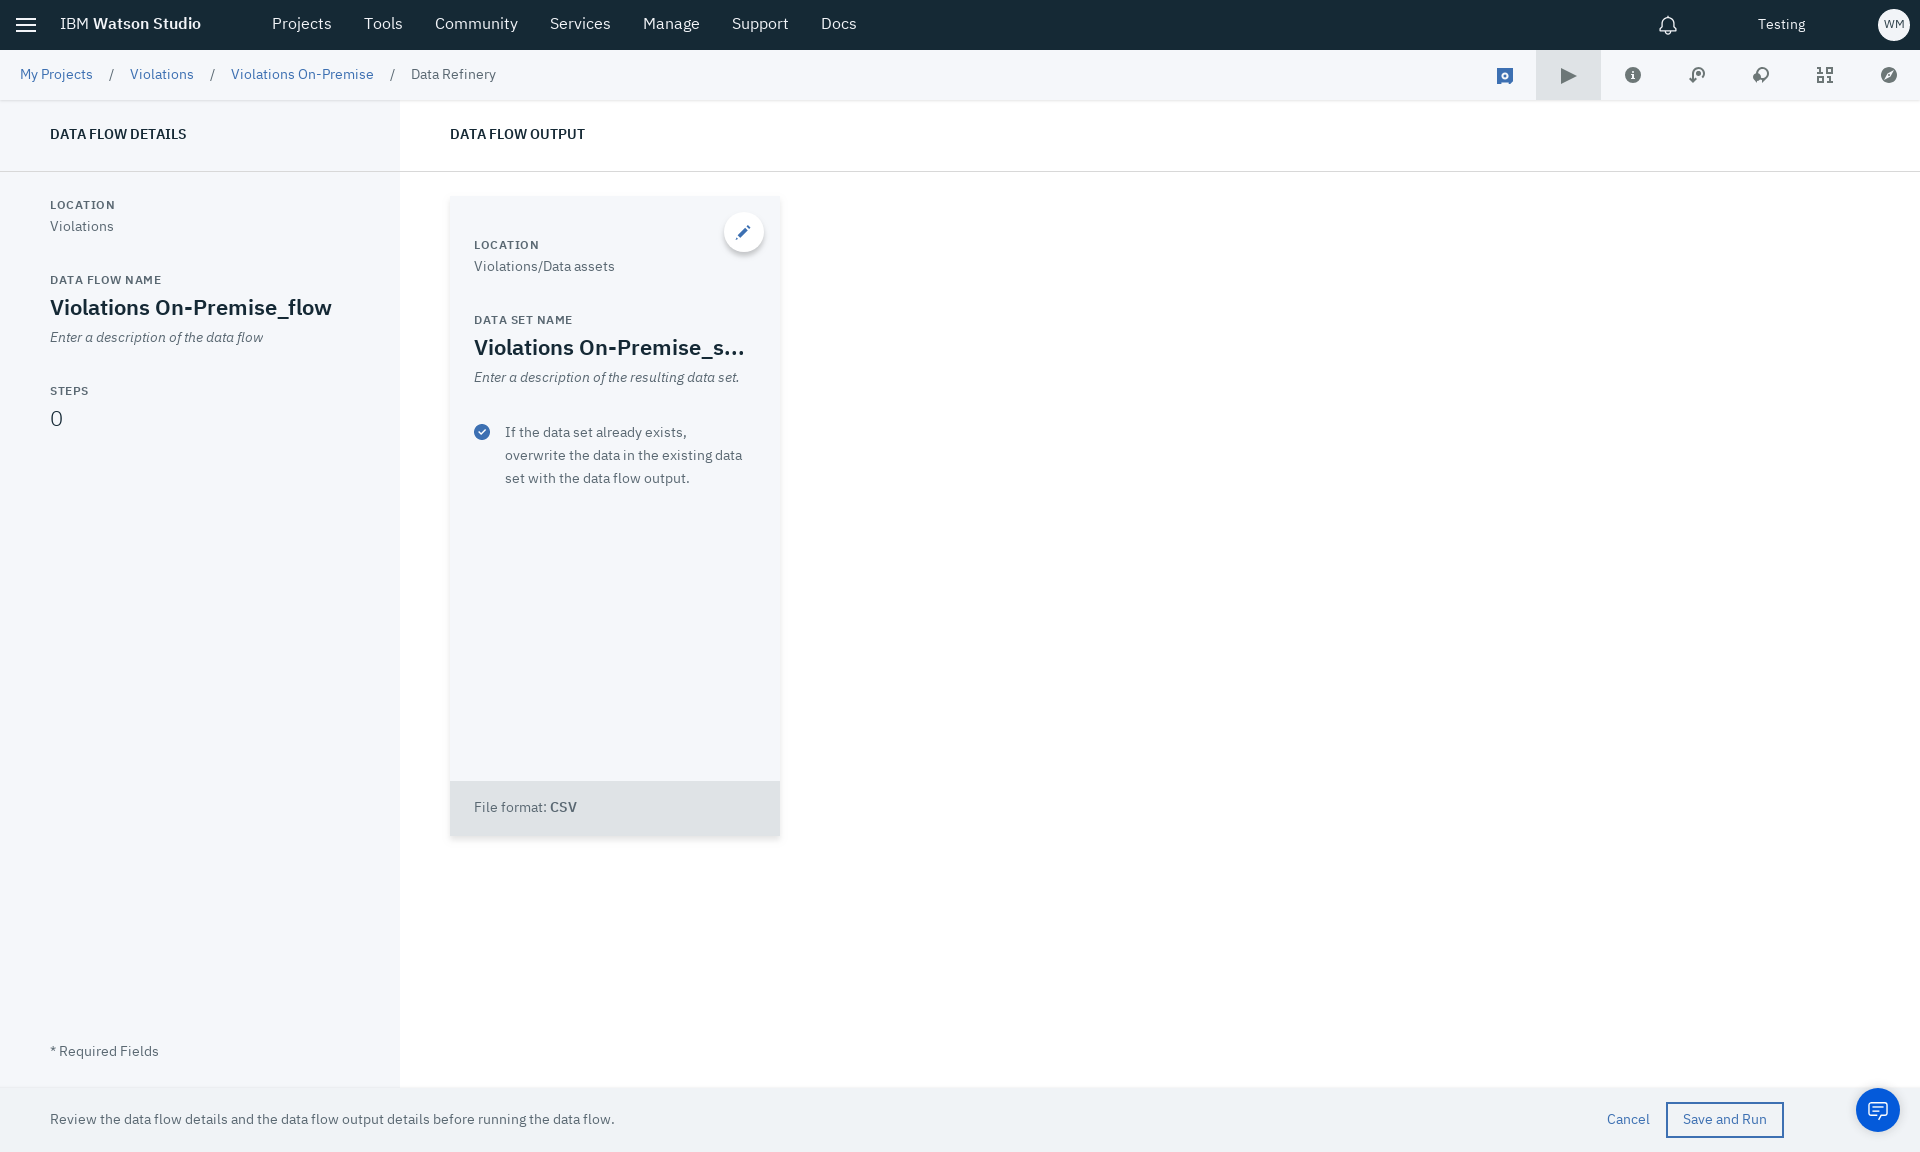 IBM Watson Studio
Projects
Tools
Community
Services
Manage
Support
Docs
Testing
WM
My Projects / Violations / Violations On-Premise / Data Refinery
DATA FLOW DETAILS
LOCATION
Violations
DATA FLOW NAME
Violations On-Premise_flow
Enter a description of the data flow
STEPS
0
* Required Fields
DATA FLOW OUTPUT
LOCATION
Violations/Data assets
DATA SET NAME
Violations On-Premise_s...
Enter a description of the resulting data set.
If the data set already exists,
overwrite the data in the existing data
set with the data flow output.
File format: CSV
Review the data flow details and the data flow output details before running the data flow.
Cancel
Save and Run